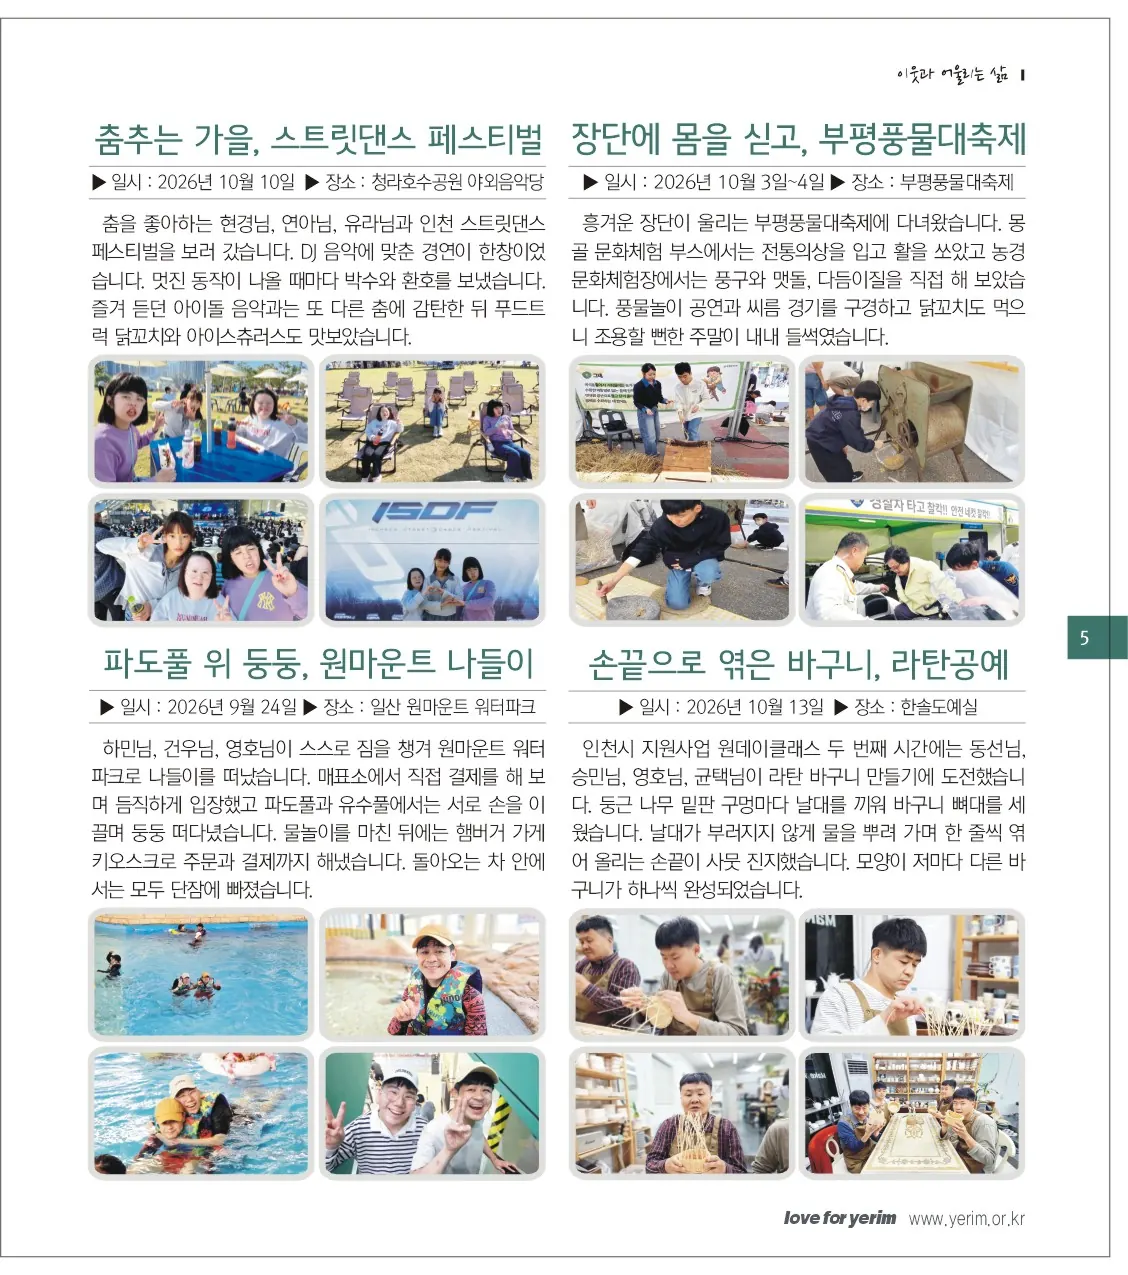 이웃과 어울리는 삶
춤추는 가을, 스트릿댄스 페스티벌
▶ 일시 : 2026년 10월 10일 ▶ 장소 : 청라호수공원 야외음악당
춤을 좋아하는 현경님, 연아님, 유라님과 인천 스트릿댄스
페스티벌을 보러 갔습니다. DJ 음악에 맞춘 경연이 한창이었
습니다. 멋진 동작이 나올 때마다 박수와 환호를 보냈습니다.
즐겨 듣던 아이돌 음악과는 또 다른 춤에 감탄한 뒤 푸드트
럭 닭꼬치와 아이스츄러스도 맛보았습니다.
ISDF
장단에 몸을 싣고, 부평풍물대축제
▶ 일시 : 2026년 10월 3일~4일 ▶ 장소 : 부평풍물대축제
흥겨운 장단이 울리는 부평풍물대축제에 다녀왔습니다. 몽
골 문화체험 부스에서는 전통의상을 입고 활을 쏘았고 농경
문화체험장에서는 풍구와 맷돌, 다듬이질을 직접 해 보았습
니다. 풍물놀이 공연과 씨름 경기를 구경하고 닭꼬치도 먹으
니 조용할 뻔한 주말이 내내 들썩였습니다.
경찰차 타고 찰칵!! 안전 네컷 찰칵!!
5
파도풀 위 둥둥, 원마운트 나들이
▶ 일시 : 2026년 9월 24일 ▶ 장소 : 일산 원마운트 워터파크
하민님, 건우님, 영호님이 스스로 짐을 챙겨 원마운트 워터
파크로 나들이를 떠났습니다. 매표소에서 직접 결제를 해 보
며 듬직하게 입장했고 파도풀과 유수풀에서는 서로 손을 이
끌며 둥둥 떠다녔습니다. 물놀이를 마친 뒤에는 햄버거 가게
키오스크로 주문과 결제까지 해냈습니다. 돌아오는 차 안에
서는 모두 단잠에 빠졌습니다.
손끝으로 엮은 바구니, 라탄공예
▶ 일시 : 2026년 10월 13일 ▶ 장소 : 한솔도예실
인천시 지원사업 원데이클래스 두 번째 시간에는 동선님,
승민님, 영호님, 균택님이 라탄 바구니 만들기에 도전했습니
다. 둥근 나무 밑판 구멍마다 날대를 끼워 바구니 뼈대를 세
웠습니다. 날대가 부러지지 않게 물을 뿌려 가며 한 줄씩 엮
어 올리는 손끝이 사뭇 진지했습니다. 모양이 저마다 다른 바
구니가 하나씩 완성되었습니다.
love for yerim www.yerim.or.kr